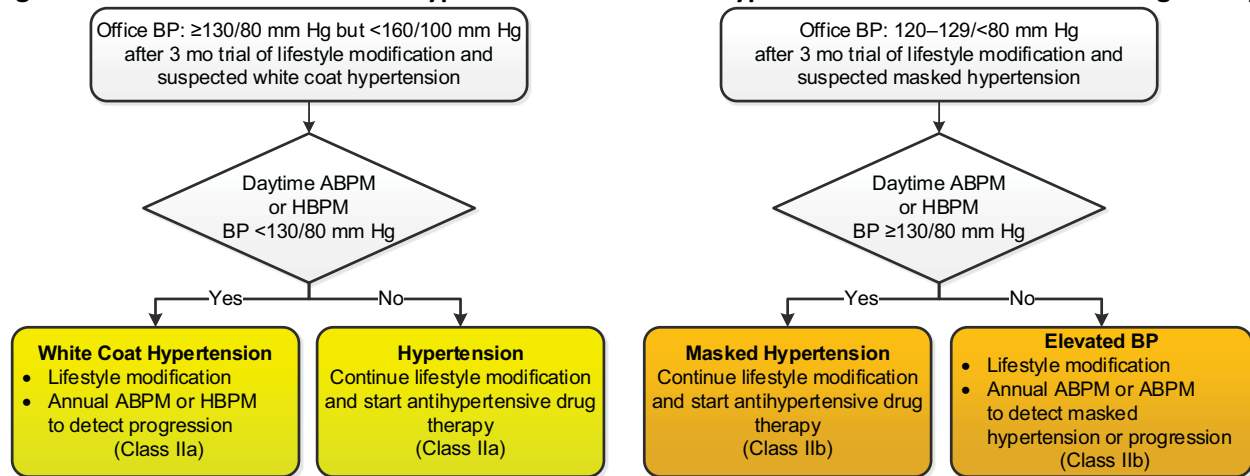 Office BP: ≥130/80 mm Hg but <160/100 mm Hg
after 3 mo trial of lifestyle modification and
suspected white coat hypertension
Daytime ABPM
or HBPM
BP <130/80 mm Hg
Yes
No
White Coat Hypertension
• Lifestyle modification
• Annual ABPM or HBPM
to detect progression
(Class IIa)
Hypertension
Continue lifestyle modification
and start antihypertensive drug
therapy
(Class IIa)
Office BP: 120–129/<80 mm Hg
after 3 mo trial of lifestyle modification and
suspected masked hypertension
Daytime ABPM
or HBPM
BP ≥130/80 mm Hg
Yes
No
Masked Hypertension
Continue lifestyle modification
and start antihypertensive drug
therapy
(Class IIb)
Elevated BP
• Lifestyle modification
• Annual ABPM or ABPM
to detect masked
hypertension or progression
(Class IIb)